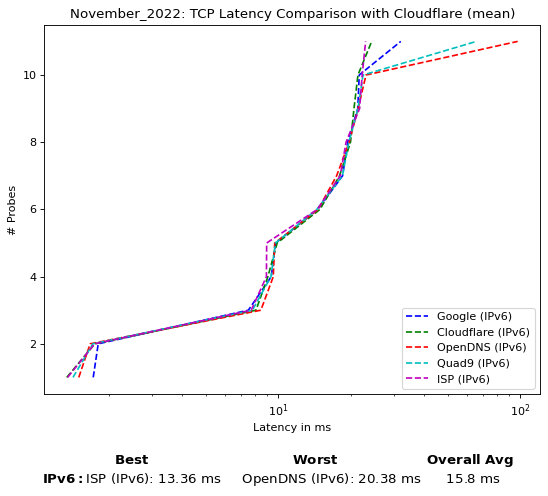 November_2022: TCP Latency Comparison with Cloudflare (mean)
# Probes
10
8
6
4
2
10¹
10²
Latency in ms
Google (IPv6)
Cloudflare (IPv6)
OpenDNS (IPv6)
Quad9 (IPv6)
ISP (IPv6)
Best Worst Overall Avg
IPv6: ISP (IPv6): 13.36 ms OpenDNS (IPv6): 20.38 ms 15.8 ms